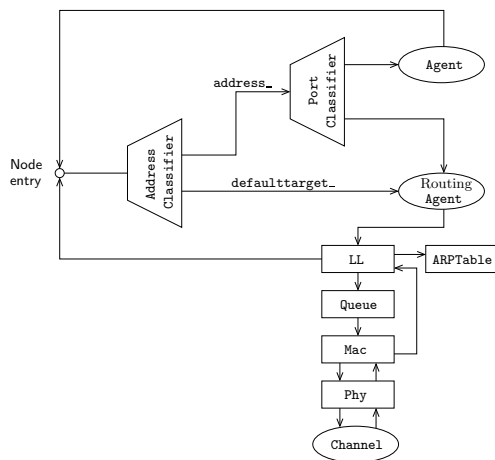 Agent
address_
Port
Classifier
Node
entry
Address
Classifier
defaulttarget_
Routing
Agent
LL
ARPTable
Queue
Mac
Phy
Channel